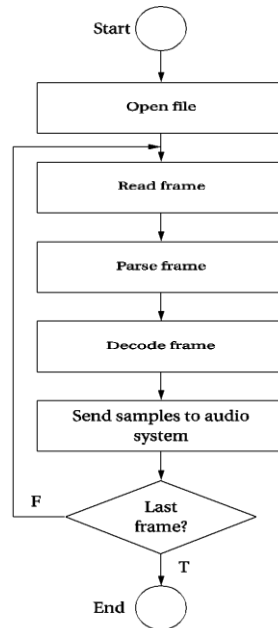 Start
Open file
Read frame
Parse frame
Decode frame
Send samples to audio
system
Last
frame?
F
T
End